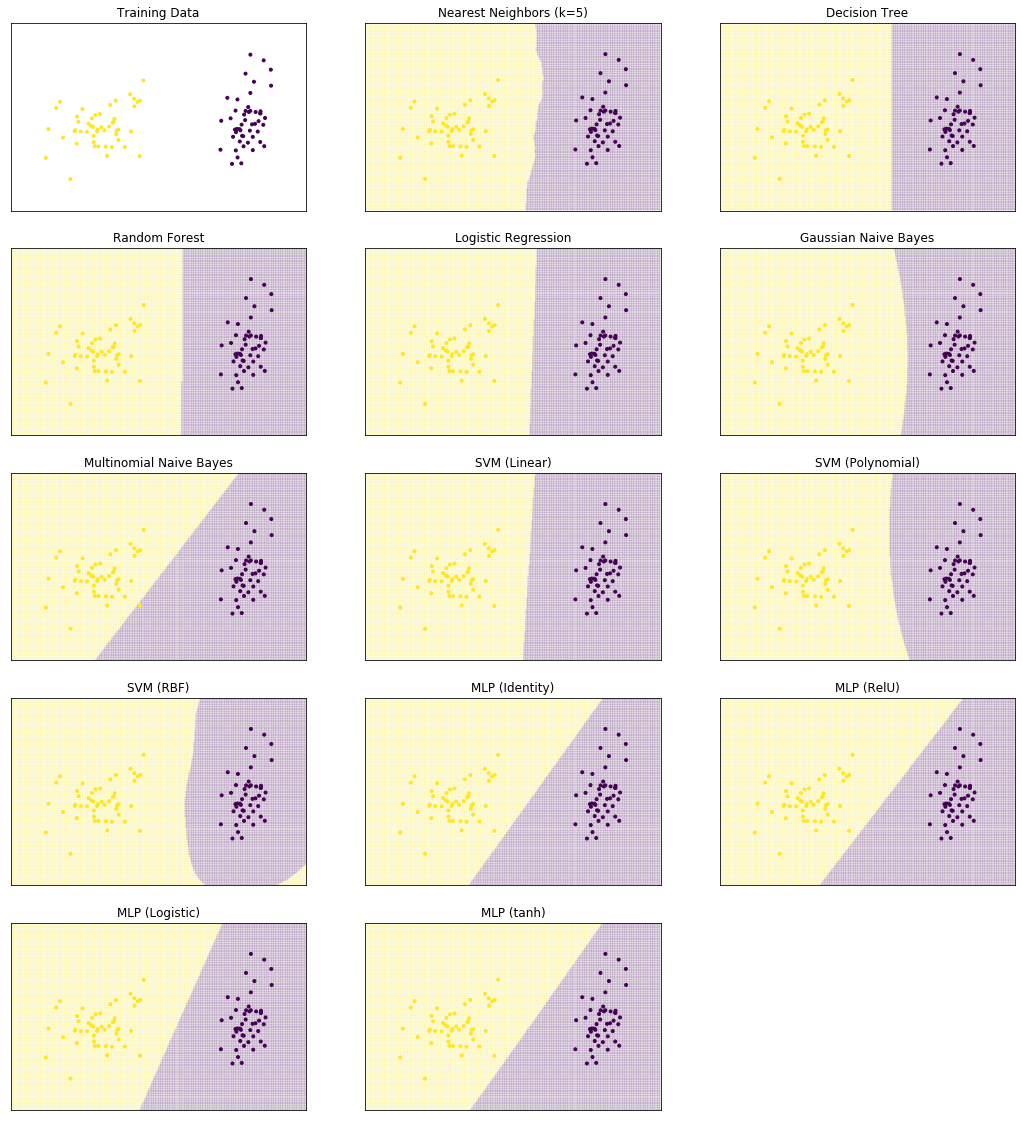 Training Data
Nearest Neighbors (k=5)
Decision Tree
Random Forest
Logistic Regression
Gaussian Naive Bayes
Multinomial Naive Bayes
SVM (Linear)
SVM (Polynomial)
SVM (RBF)
MLP (Identity)
MLP (RelU)
MLP (Logistic)
MLP (tanh)